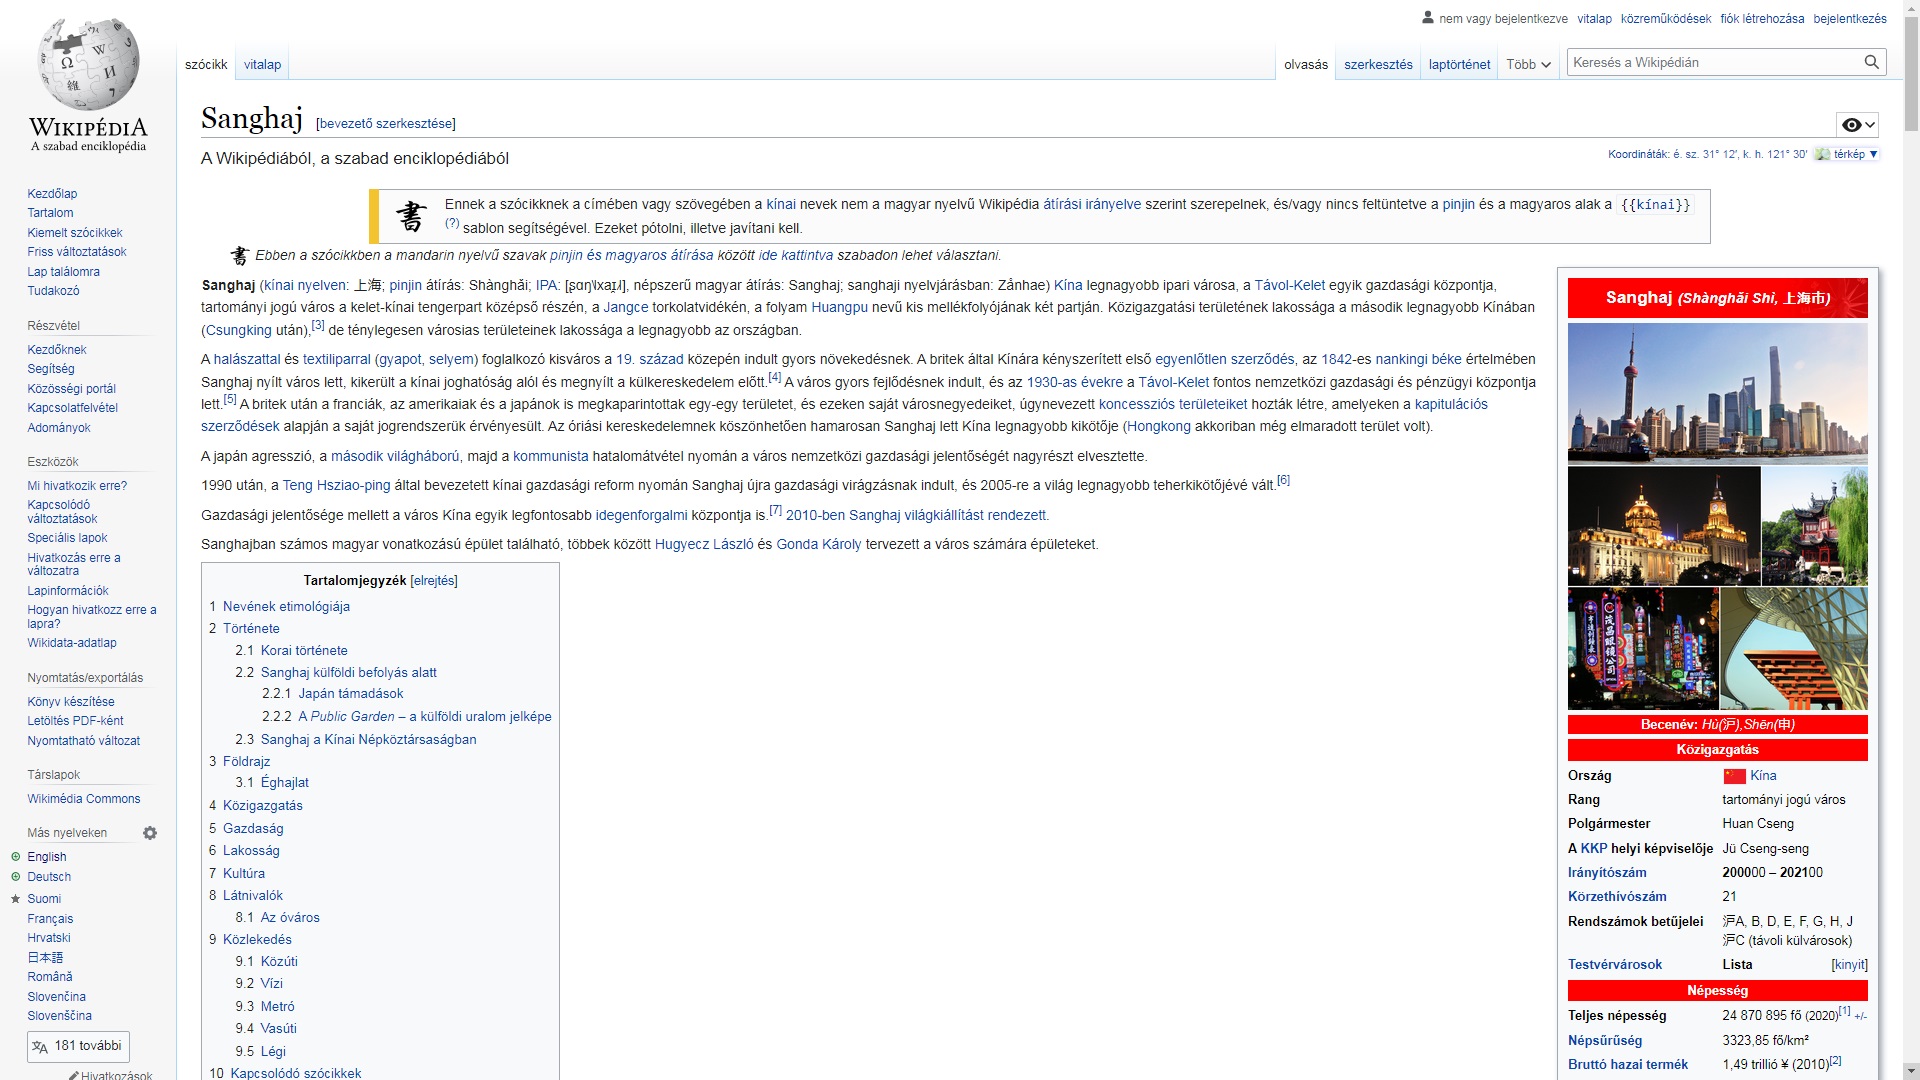 nem vagy bejelentkezve vitalap közreműködések fiók létrehozása bejelentkezés
szócikk vitalap olvasás szerkesztés laptörténet Több Keresés a Wikipédián
WIKIPÉDIA
A szabad enciklopédia
Kezdőlap
Tartalom
Kiemelt szócikkek
Friss változtatások
Lap találomra
Tudakozó
Részvétel
Kezdőknek
Segítség
Közösségi portál
Kapcsolatfelvétel
Adományok
Eszközök
Mi hivatkozik erre?
Kapcsolódó
változtatások
Speciális lapok
Hivatkozás erre a
változatra
Lapinformációk
Hogyan hivatkozz erre a
lapra?
Wikidata-adatlap
Nyomtatás/exportálás
Könyv készítése
Letöltés PDF-ként
Nyomtatható változat
Társlapok
Wikimédia Commons
Más nyelveken
English
Deutsch
Suomi
Français
Hrvatski
日本語
Română
Slovenčina
Slovenščina
181 további
Hivatkozások
Sanghaj [bevezető szerkesztése]
A Wikipédiából, a szabad enciklopédiából
Koordináták: é. sz. 31° 12′, k. h. 121° 30′ térkép ▼
書 Ennek a szócikknek a címében vagy szövegében a kínai nevek nem a magyar nyelvű Wikipédia átírási irányelve szerint szerepelnek, és/vagy nincs feltüntetve a pinjin és a magyaros alak a {{kínai}}
(?) sablon segítségével. Ezeket pótolni, illetve javítani kell.
書 Ebben a szócikkben a mandarin nyelvű szavak pinjin és magyaros átírása között ide kattintva szabadon lehet választani.
Sanghaj (kínai nyelven: 上海; pinjin átírás: Shànghǎi; IPA: [ʂɑŋ˥˩xaɪ̯˩˧], népszerű magyar átírás: Sanghaj; sanghaji nyelvjárásban: Zånhae) Kína legnagyobb ipari városa, a Távol-Kelet egyik gazdasági központja,
tartományi jogú város a kelet-kínai tengerpart középső részén, a Jangce torkolatvidékén, a folyam Huangpu nevű kis mellékfolyójának két partján. Közigazgatási területének lakossága a második legnagyobb Kínában
(Csungking után),[3] de ténylegesen városias területeinek lakossága a legnagyobb az országban.
A halászattal és textiliparral (gyapot, selyem) foglalkozó kisváros a 19. század közepén indult gyors növekedésnek. A britek által Kínára kényszerített első egyenlőtlen szerződés, az 1842-es nankingi béke értelmében
Sanghaj nyílt város lett, kikerült a kínai joghatóság alól és megnyílt a külkereskedelem előtt.[4] A város gyors fejlődésnek indult, és az 1930-as évekre a Távol-Kelet fontos nemzetközi gazdasági és pénzügyi központja
lett.[5] A britek után a franciák, az amerikaiak és a japánok is megkaparintottak egy-egy területet, és ezeken saját városnegyedeiket, úgynevezett koncessziós területeiket hozták létre, amelyeken a kapitulációs
szerződések alapján a saját jogrendszerük érvényesült. Az óriási kereskedelemnek köszönhetően hamarosan Sanghaj lett Kína legnagyobb kikötője (Hongkong akkoriban még elmaradott terület volt).
A japán agresszió, a második világháború, majd a kommunista hatalomátvétel nyomán a város nemzetközi gazdasági jelentőségét nagyrészt elvesztette.
1990 után, a Teng Hsziao-ping által bevezetett kínai gazdasági reform nyomán Sanghaj újra gazdasági virágzásnak indult, és 2005-re a világ legnagyobb teherkikötőjévé vált.[6]
Gazdasági jelentősége mellett a város Kína egyik legfontosabb idegenforgalmi központja is.[7] 2010-ben Sanghaj világkiállítást rendezett.
Sanghajban számos magyar vonatkozású épület található, többek között Hugyecz László és Gonda Károly tervezett a város számára épületeket.
Tartalomjegyzék [elrejtés]
1 Nevének etimológiája
2 Története
2.1 Korai története
2.2 Sanghaj külföldi befolyás alatt
2.2.1 Japán támadások
2.2.2 A Public Garden – a külföldi uralom jelképe
2.3 Sanghaj a Kínai Népköztársaságban
3 Földrajz
3.1 Éghajlat
4 Közigazgatás
5 Gazdaság
6 Lakosság
7 Kultúra
8 Látnivalók
8.1 Az óváros
9 Közlekedés
9.1 Közúti
9.2 Vízi
9.3 Metró
9.4 Vasúti
9.5 Légi
10 Kapcsolódó szócikkek
Sanghaj (Shànghǎi Shì, 上海市)
茂昌眼鏡公司
Becenév: Hù(沪),Shēn(申)
Közigazgatás
Ország Kína
Rang tartományi jogú város
Polgármester Huan Cseng
A KKP helyi képviselője Jü Cseng-seng
Irányítószám 200000 – 202100
Körzethívószám 21
Rendszámok betűjelei 沪A, B, D, E, F, G, H, J
沪C (távoli külvárosok)
Testvérvárosok Lista [kinyit]
Népesség
Teljes népesség 24 870 895 fő (2020)[1] +/-
Népsűrűség 3323,85 fő/km²
Bruttó hazai termék 1,49 trillió ¥ (2010)[2]